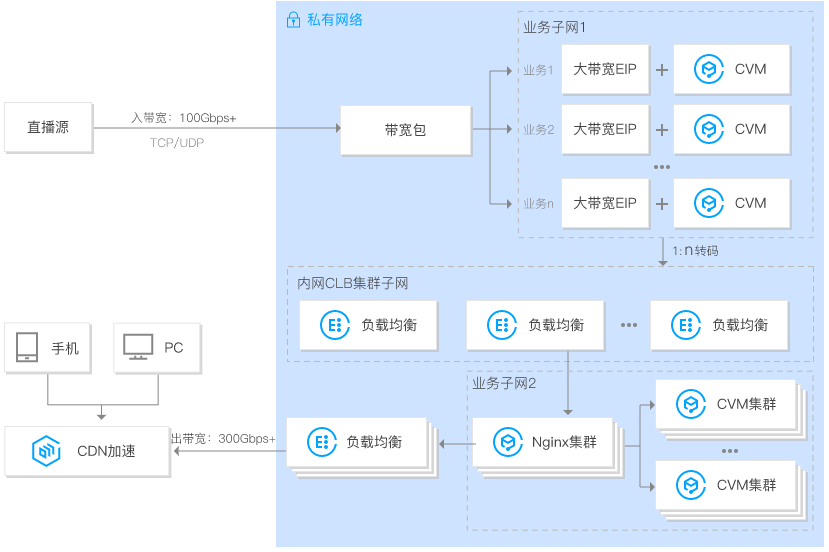 私有网络
业务子网1
业务1
大带宽EIP
+
CVM
直播源
入带宽：100Gbps+
TCP/UDP
带宽包
业务2
大带宽EIP
+
CVM
•••
业务n
大带宽EIP
+
CVM
1:n转码
内网CLB集群子网
负载均衡
负载均衡
•••
负载均衡
手机
PC
业务子网2
CVM集群
CDN加速
出带宽：300Gbps+
负载均衡
Nginx集群
•••
CVM集群